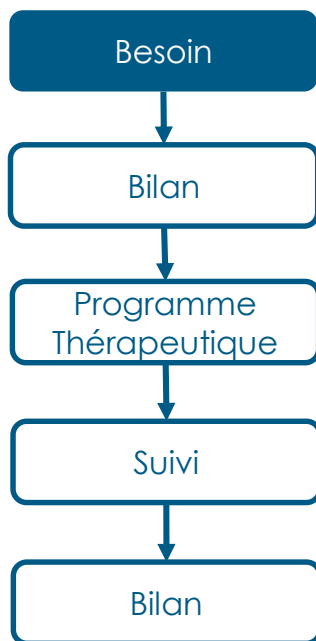 Besoin
Bilan
Programme
Thérapeutique
Suivi
Bilan